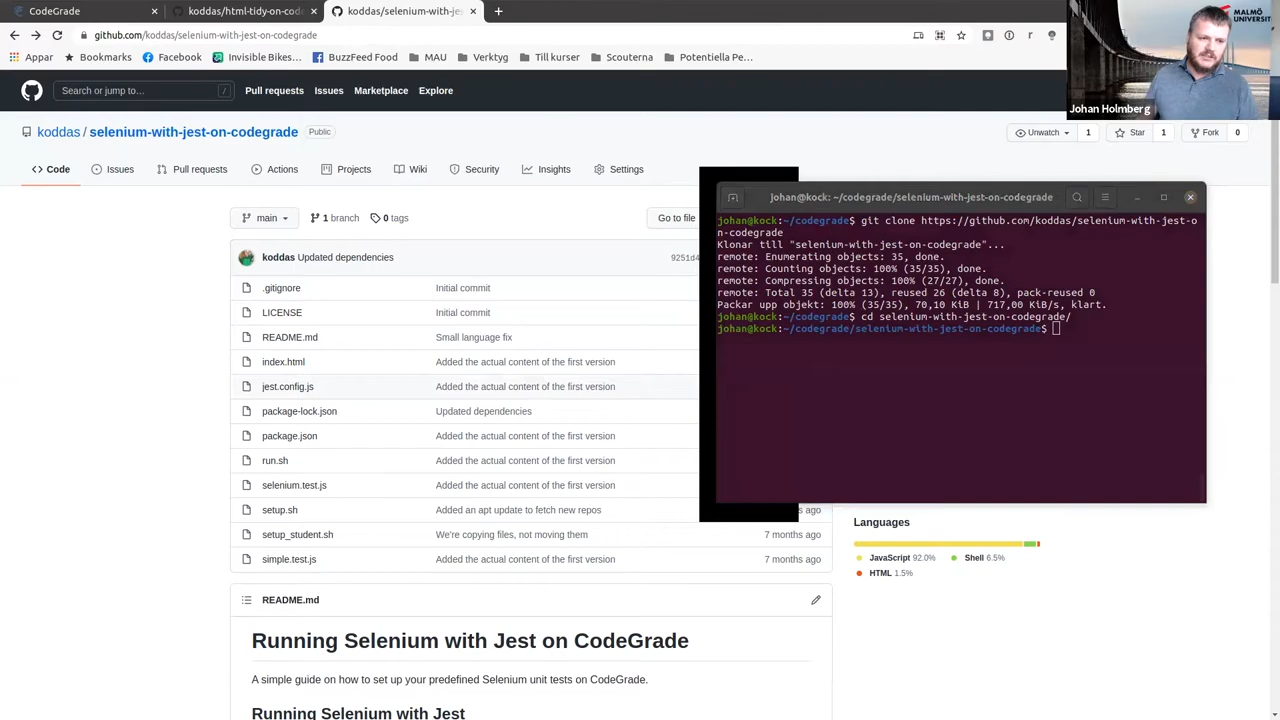 CodeGrade
koddas/html-tidy-on-cod
koddas/selenium-with-jes
github.com/koddas/selenium-with-jest-on-codegrade
Appar
Bookmarks
Facebook
Invisible Bikes...
BuzzFeed Food
MAU
Verktyg
Till kurser
Scouterna
Potentiella Pe...
MALMÖ
UNIVERSIT
Johan Holmberg
Search or jump to...
/
Pull requests
Issues
Marketplace
Explore
koddas / selenium-with-jest-on-codegrade
Public
Unwatch
1
Star
1
Fork
0
Code
Issues
Pull requests
Actions
Projects
Wiki
Security
Insights
Settings
main
1 branch
0 tags
Go to file
koddas Updated dependencies
9251d4
.gitignore
Initial commit
LICENSE
Initial commit
README.md
Small language fix
index.html
Added the actual content of the first version
jest.config.js
Added the actual content of the first version
package-lock.json
Updated dependencies
package.json
Added the actual content of the first version
run.sh
Added the actual content of the first version
selenium.test.js
Added the actual content of the first version
setup.sh
Added an apt update to fetch new repos
s ago
setup_student.sh
We're copying files, not moving them
7 months ago
simple.test.js
Added the actual content of the first version
7 months ago
README.md
Running Selenium with Jest on CodeGrade
A simple guide on how to set up your predefined Selenium unit tests on CodeGrade.
Running Selenium with Jest
johan@kock: ~/codegrade/selenium-with-jest-on-codegrade
johan@kock:~/codegrade$ git clone https://github.com/koddas/selenium-with-jest-o
n-codegrade
Klonar till "selenium-with-jest-on-codegrade"...
remote: Enumerating objects: 35, done.
remote: Counting objects: 100% (35/35), done.
remote: Compressing objects: 100% (27/27), done.
remote: Total 35 (delta 13), reused 26 (delta 8), pack-reused 0
Packar upp objekt: 100% (35/35), 70,10 KiB | 717,00 KiB/s, klart.
johan@kock:~/codegrade$ cd selenium-with-jest-on-codegrade/
johan@kock:~/codegrade/selenium-with-jest-on-codegrade$
Languages
JavaScript 92.0%
Shell 6.5%
HTML 1.5%